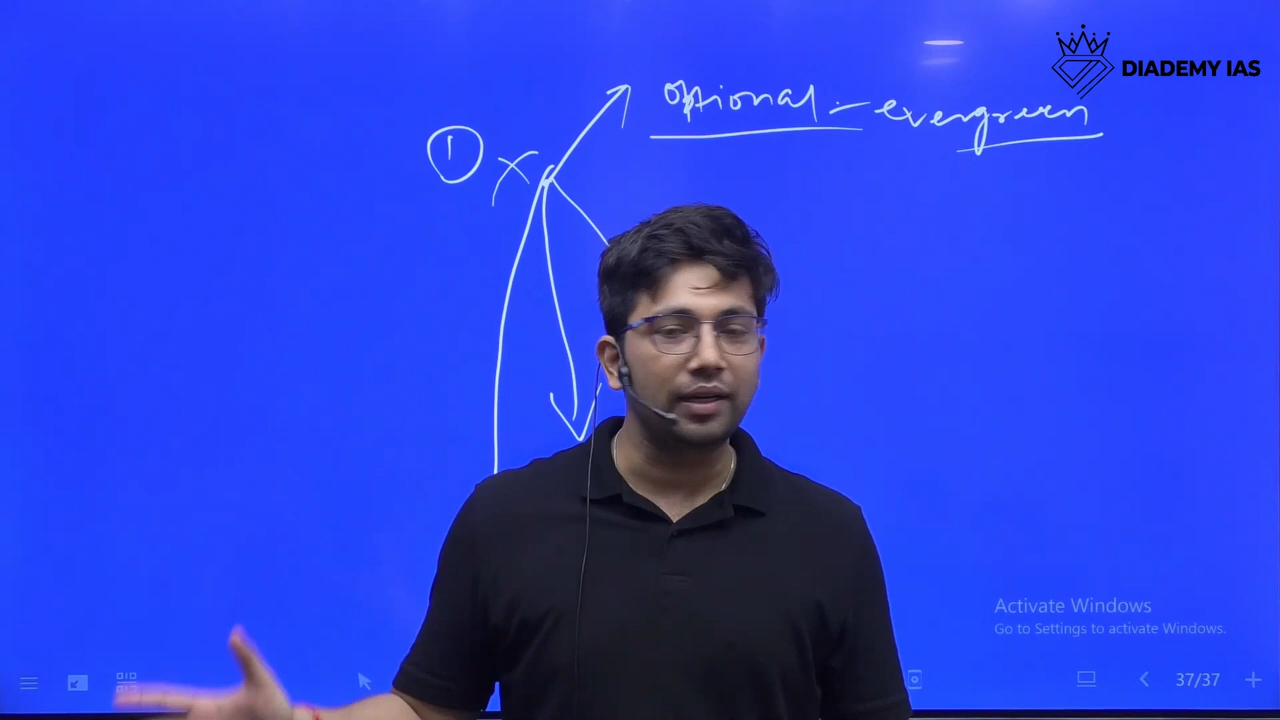 DIADEMY IAS
optional - evergreen
1
Activate Windows
Go to Settings to activate Windows.
37/37